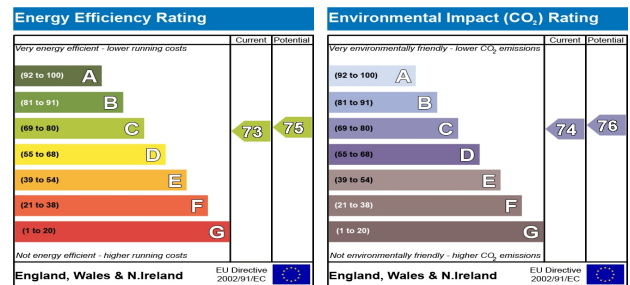 Energy Efficiency Rating
Current Potential
Very energy efficient - lower running costs
(92 to 100) A
(81 to 91) B
(69 to 80) C
73 75
(55 to 68) D
(39 to 54) E
(21 to 38) F
(1 to 20) G
Not energy efficient - higher running costs
England, Wales & N.Ireland
EU Directive
2002/91/EC
Environmental Impact (CO₂) Rating
Current Potential
Very environmentally friendly - lower CO₂ emissions
(92 to 100) A
(81 to 91) B
(69 to 80) C
74 76
(55 to 68) D
(39 to 54) E
(21 to 38) F
(1 to 20) G
Not environmentally friendly - higher CO₂ emissions
England, Wales & N.Ireland
EU Directive
2002/91/EC